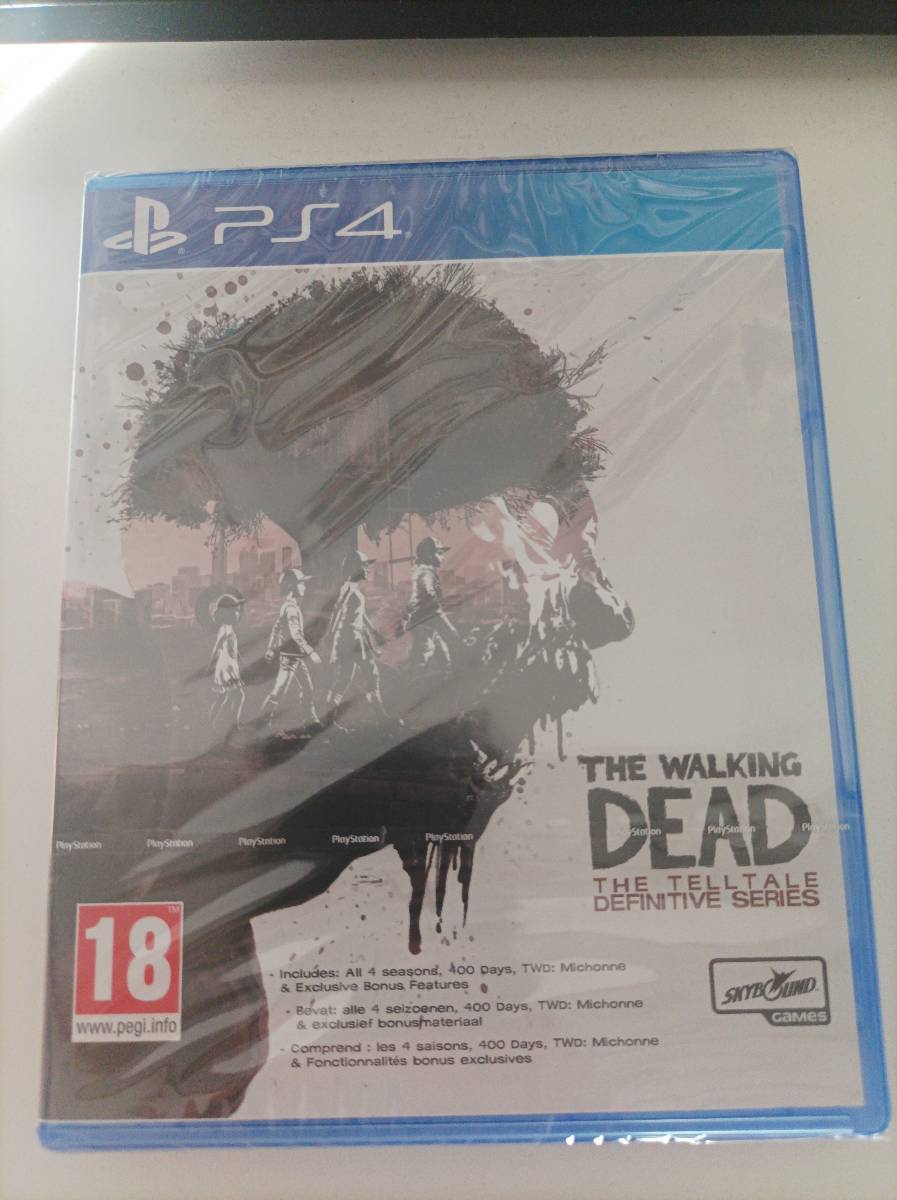 PS4
THE WALKING
DEAD
PlayStation PlayStation PlayStation PlayStation PlayStation yStation PlayStation PlayStation
THE TELLTALE
DEFINITIVE SERIES
18 TM
www.pegi.info
- Includes: All 4 seasons, 400 Days, TWD: Michonne
& Exclusive Bonus Features
- Bevat: alle 4 seizoenen, 400 Days, TWD: Michonne
& exclusief bonusmateriaal
- Comprend : les 4 saisons, 400 Days, TWD: Michonne
& Fonctionnalités bonus exclusives
SKYBOUND
GAMES